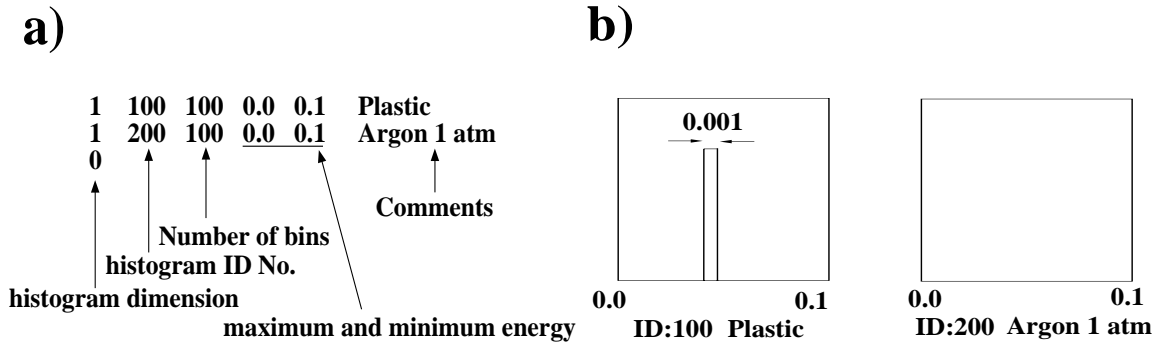 a)
1 100 100 0.0 0.1 Plastic
1 200 100 0.0 0.1 Argon 1 atm
0
Comments
Number of bins
histogram ID No.
histogram dimension
maximum and minimum energy
b)
0.001
0.0 0.1
ID:100 Plastic
0.0 0.1
ID:200 Argon 1 atm